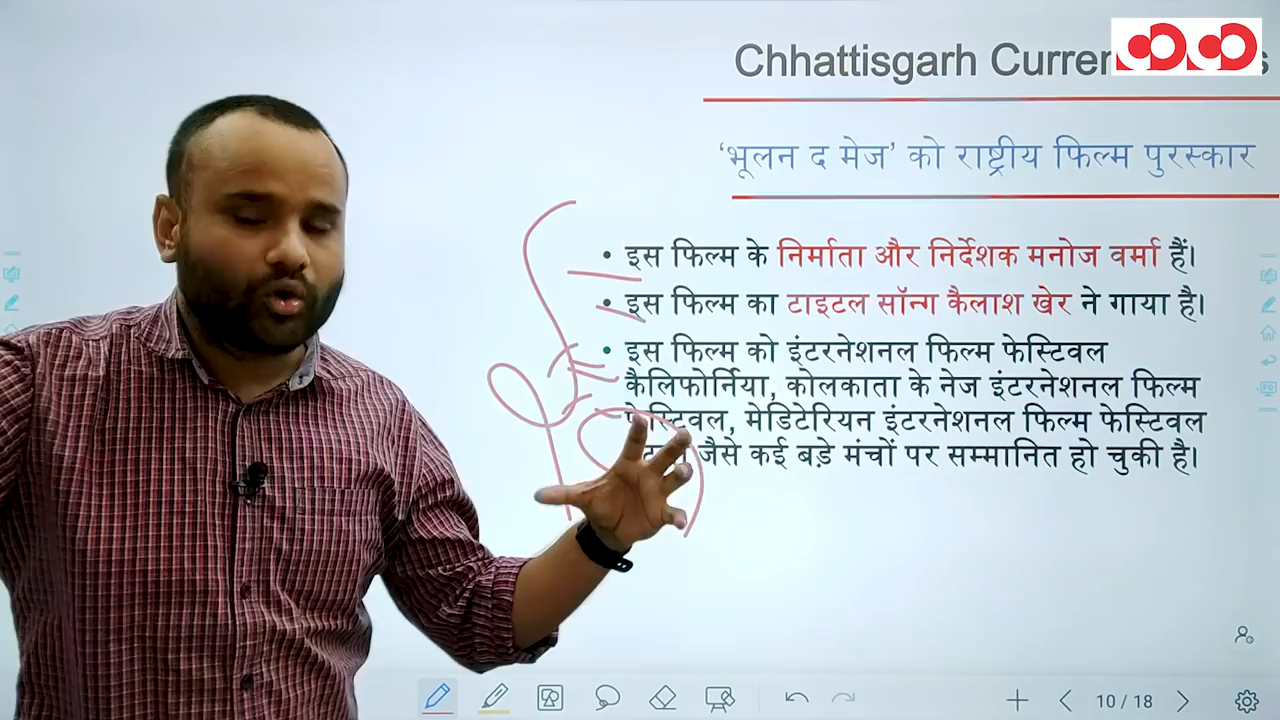 Chhattisgarh Curren
'भूलन द मेज' को राष्ट्रीय फिल्म पुरस्कार
• इस फिल्म के निर्माता और निर्देशक मनोज वर्मा हैं।
• इस फिल्म का टाइटल सॉन्ग कैलाश खेर ने गाया है।
• इस फिल्म को इंटरनेशनल फिल्म फेस्टिवल
कैलिफोर्निया, कोलकाता के नेज इंटरनेशनल फिल्म
फेस्टिवल, मेडिटेरियन इंटरनेशनल फिल्म फेस्टिवल
जैसे कई बड़े मंचों पर सम्मानित हो चुकी है।
10 / 18